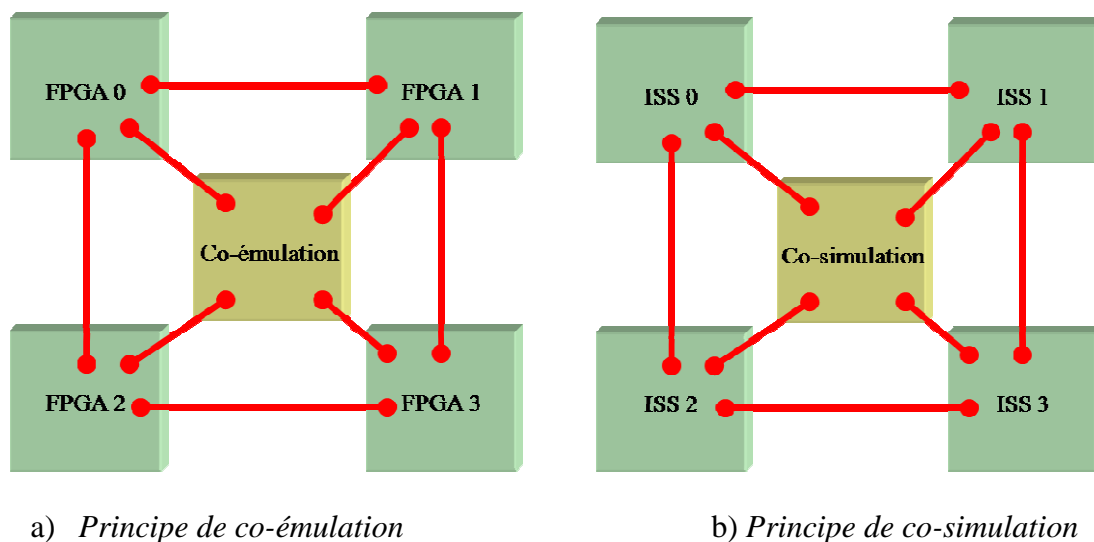 FPGA 0
FPGA 1
Co-émulation
FPGA 2
FPGA 3
a) Principe de co-émulation
ISS 0
ISS 1
Co-simulation
ISS 2
ISS 3
b) Principe de co-simulation